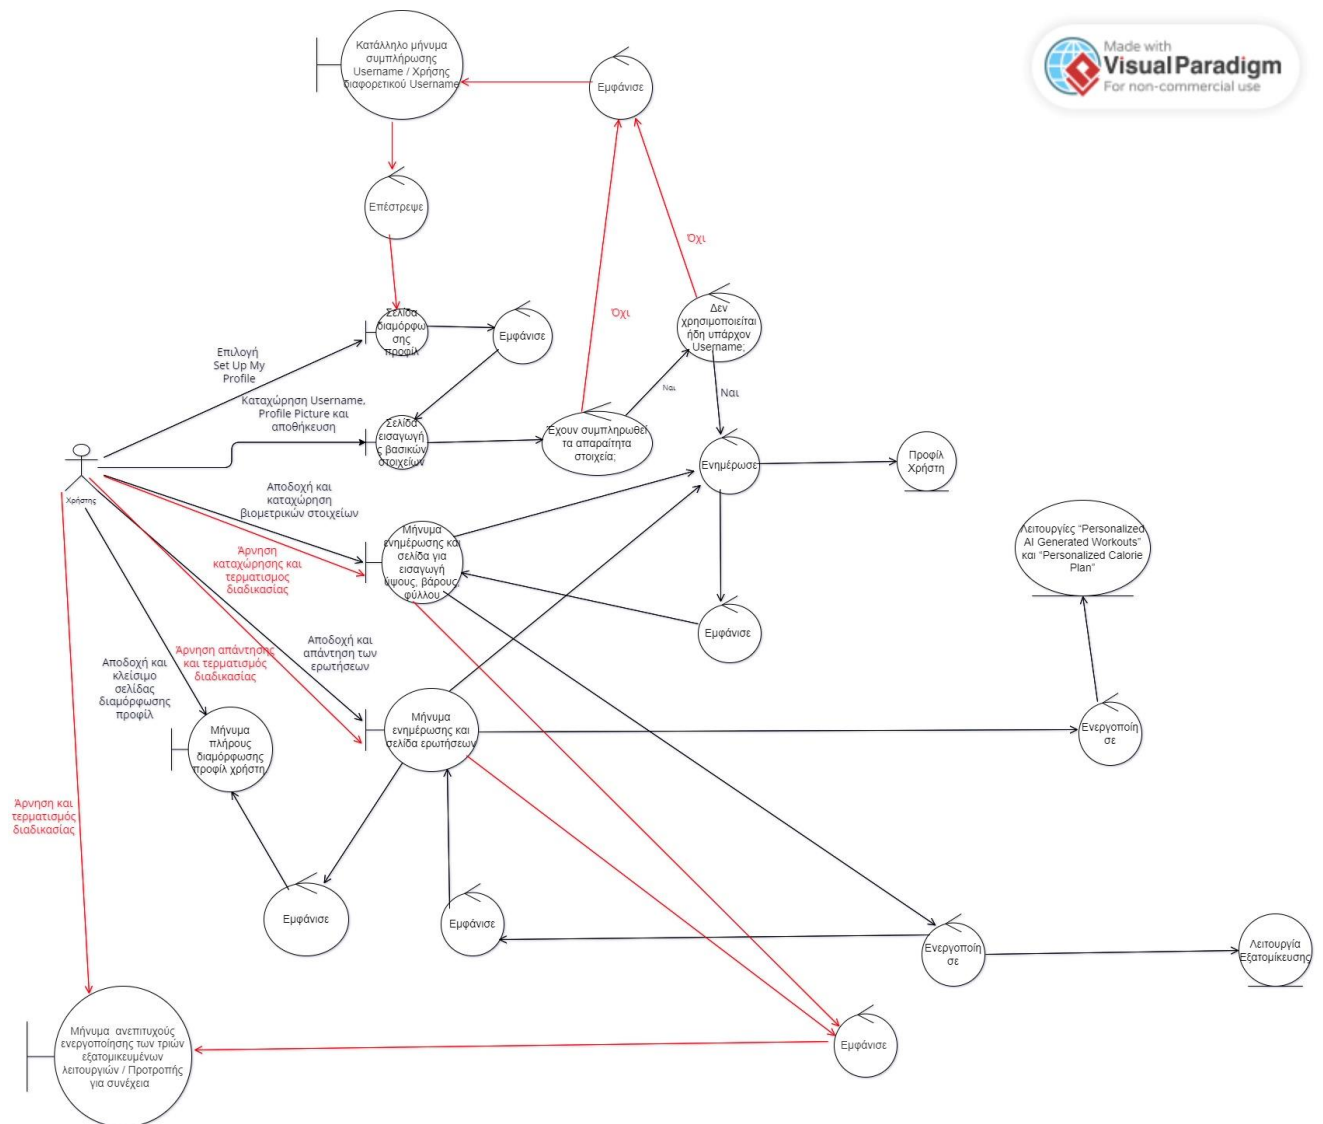 Κατάλληλο μήνυμα
συμπλήρωσης
Username / Χρήσης
διαφορετικού Username
Εμφάνισε
Made with
Visual Paradigm
For non-commercial use
Επέστρεψε
Όχι
Όχι
Δεν
χρησιμοποιείται
ήδη υπάρχον
Username;
Σελίδα
διαμόρφω
σης
προφίλ
Εμφάνισε
Επιλογή
Set Up My
Profile
Ναι
Ναι
Καταχώρηση Username,
Profile Picture και
αποθήκευση
Σελίδα
εισαγωγή
ς βασικών
στοιχείων
Έχουν συμπληρωθεί
τα απαραίτητα
στοιχεία;
Ενημέρωσε
Προφίλ
Χρήστη
Χρήστης
Αποδοχή και
καταχώρηση
βιομετρικών στοιχείων
Μήνυμα
ενημέρωσης και
σελίδα για
εισαγωγή
ύψους, βάρους,
φύλλου
Λειτουργίες “Personalized
AI Generated Workouts”
και “Personalized Calorie
Plan”
Άρνηση
καταχώρησης και
τερματισμος
διαδικασίας
Εμφάνισε
Αποδοχή και
απάντηση των
ερωτήσεων
Άρνηση απάντησης
και τερματισμός
διαδικασίας
Αποδοχή και
κλείσιμο
σελίδας
διαμόρφωσης
προφίλ
Μήνυμα
ενημέρωσης και
σελίδα ερωτήσεων
Μήνυμα
πλήρους
διαμόρφωσης
προφίλ χρήστη
Ενεργοποίη
σε
Άρνηση και
τερματισμός
διαδικασίας
Εμφάνισε
Εμφάνισε
Ενεργοποίη
σε
Λειτουργία
Εξατομίκευσης
Μήνυμα ανεπιτυχούς
ενεργοποίησης των τριών
εξατομικευμένων
λειτουργιών / Προτροπής
για συνέχεια
Εμφάνισε